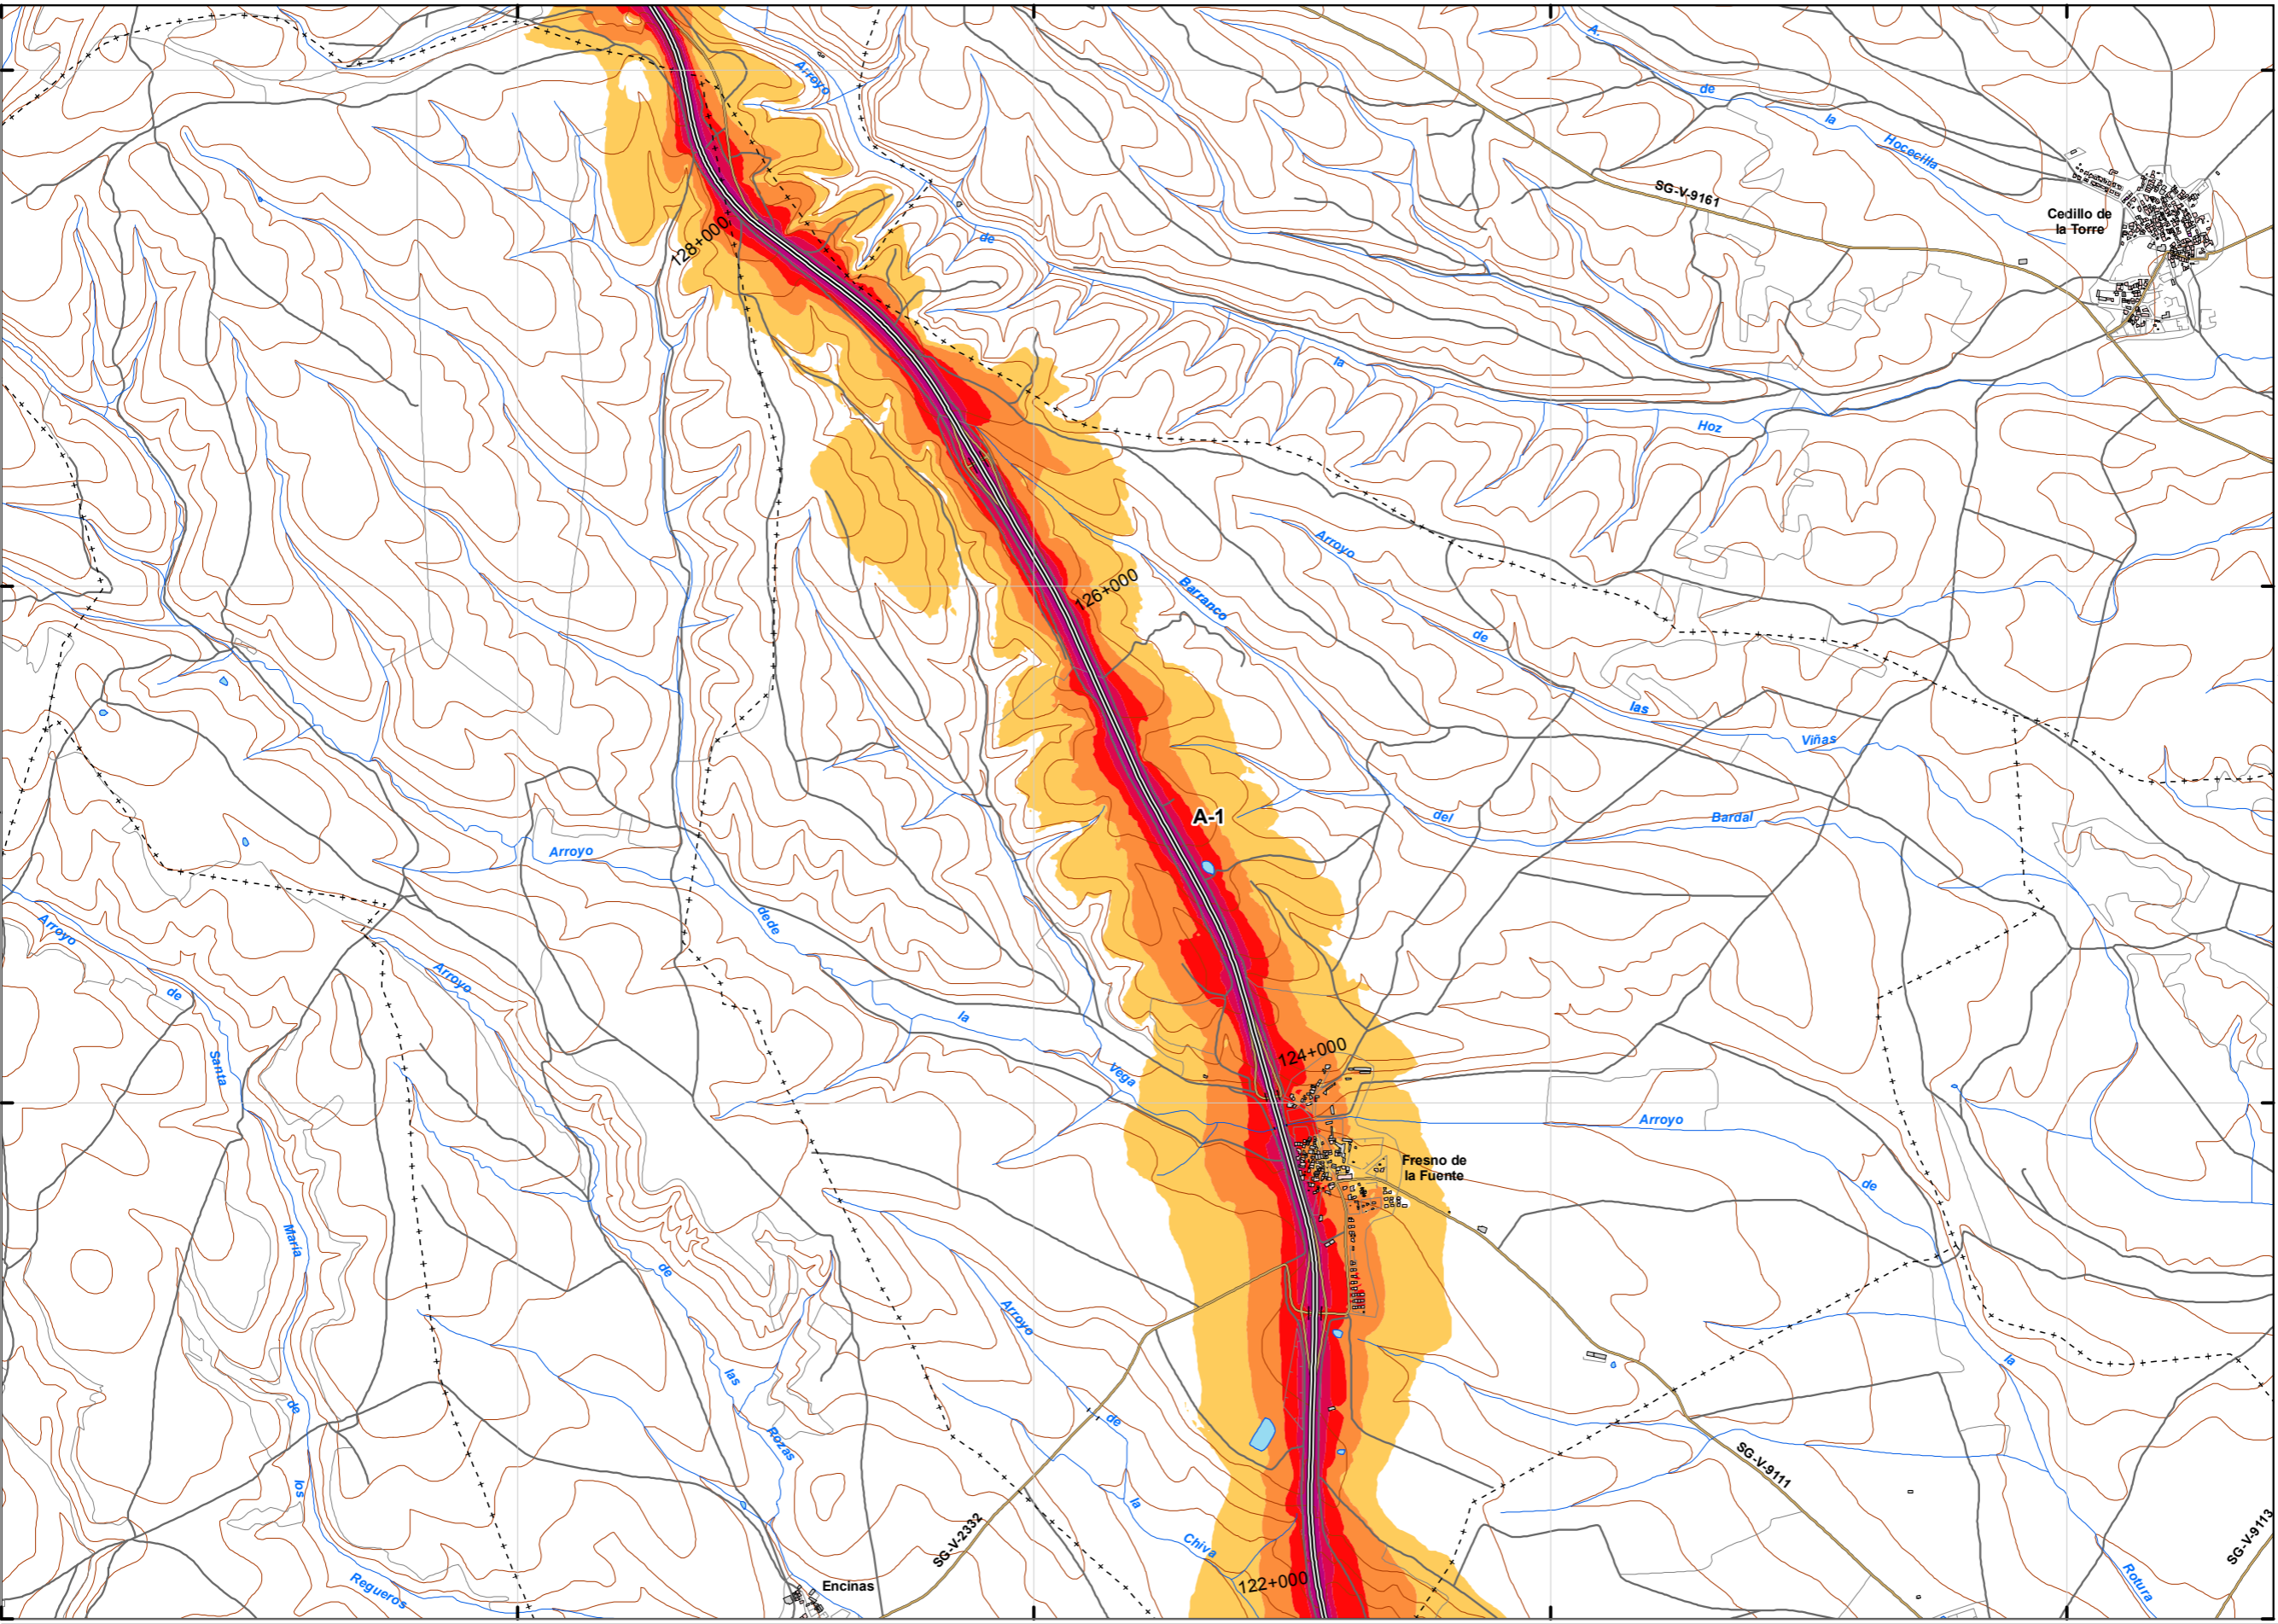 A.
de
la
Hocecilla
Arroyo
SG-V-9161
Cedillo de
la Torre
128+000
de
la
Hoz
Arroyo
126+000
Barranco
de
las
Viñas
A-1
del
Bardal
Arroyo
dede
Arroyo
de
Arroyo
la
Vega
124+000
Santa
Arroyo
Fresno de
la Fuente
de
María
de
Arroyo
la
las
de
de
Rozas
SG-V-9111
los
la
SG-V-2332
Chiva
SG-V-9113
122+000
Encinas
Regueros
Rotura